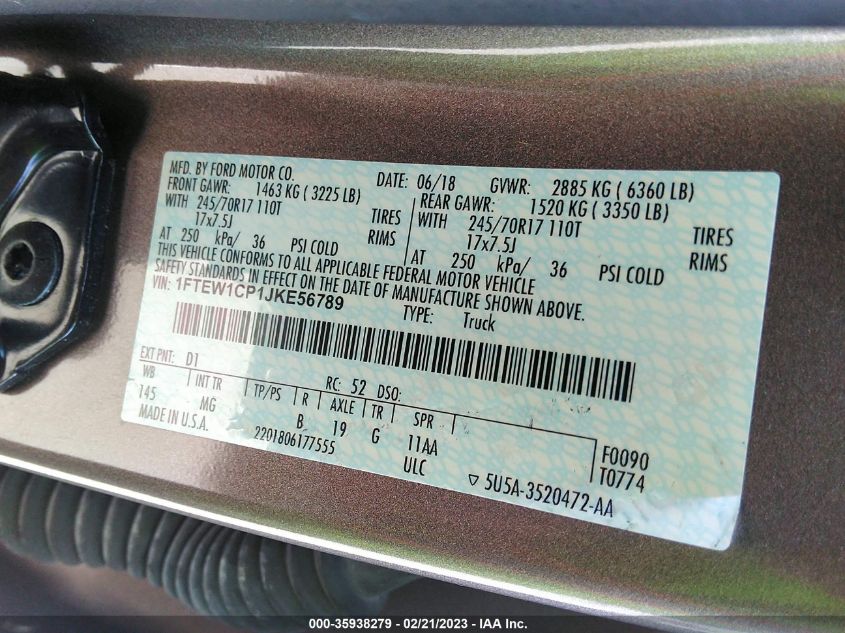 MFD. BY FORD MOTOR CO. DATE: 06/18 GVWR: 2885 KG ( 6360 LB)
FRONT GAWR: 1463 KG ( 3225 LB) REAR GAWR: 1520 KG ( 3350 LB)
WITH 245/70R17 110T TIRES WITH 245/70R17 110T TIRES
17x7.5J RIMS 17x7.5J RIMS
AT 250 kPa/ 36 PSI COLD AT 250 kPa/ 36 PSI COLD
THIS VEHICLE CONFORMS TO ALL APPLICABLE FEDERAL MOTOR VEHICLE
SAFETY STANDARDS IN EFFECT ON THE DATE OF MANUFACTURE SHOWN ABOVE.
VIN: 1FTEW1CP1JKE56789
TYPE: Truck
EXT PNT: D1 RC: 52 DSO:
WB INT TR TP/PS R AXLE TR SPR
145 MG B 19 G 11AA F0090
MADE IN U.S.A. 2201806177555 ULC T0774
▽ 5U5A-3520472-AA
000-35938279 - 02/21/2023 - IAA Inc.